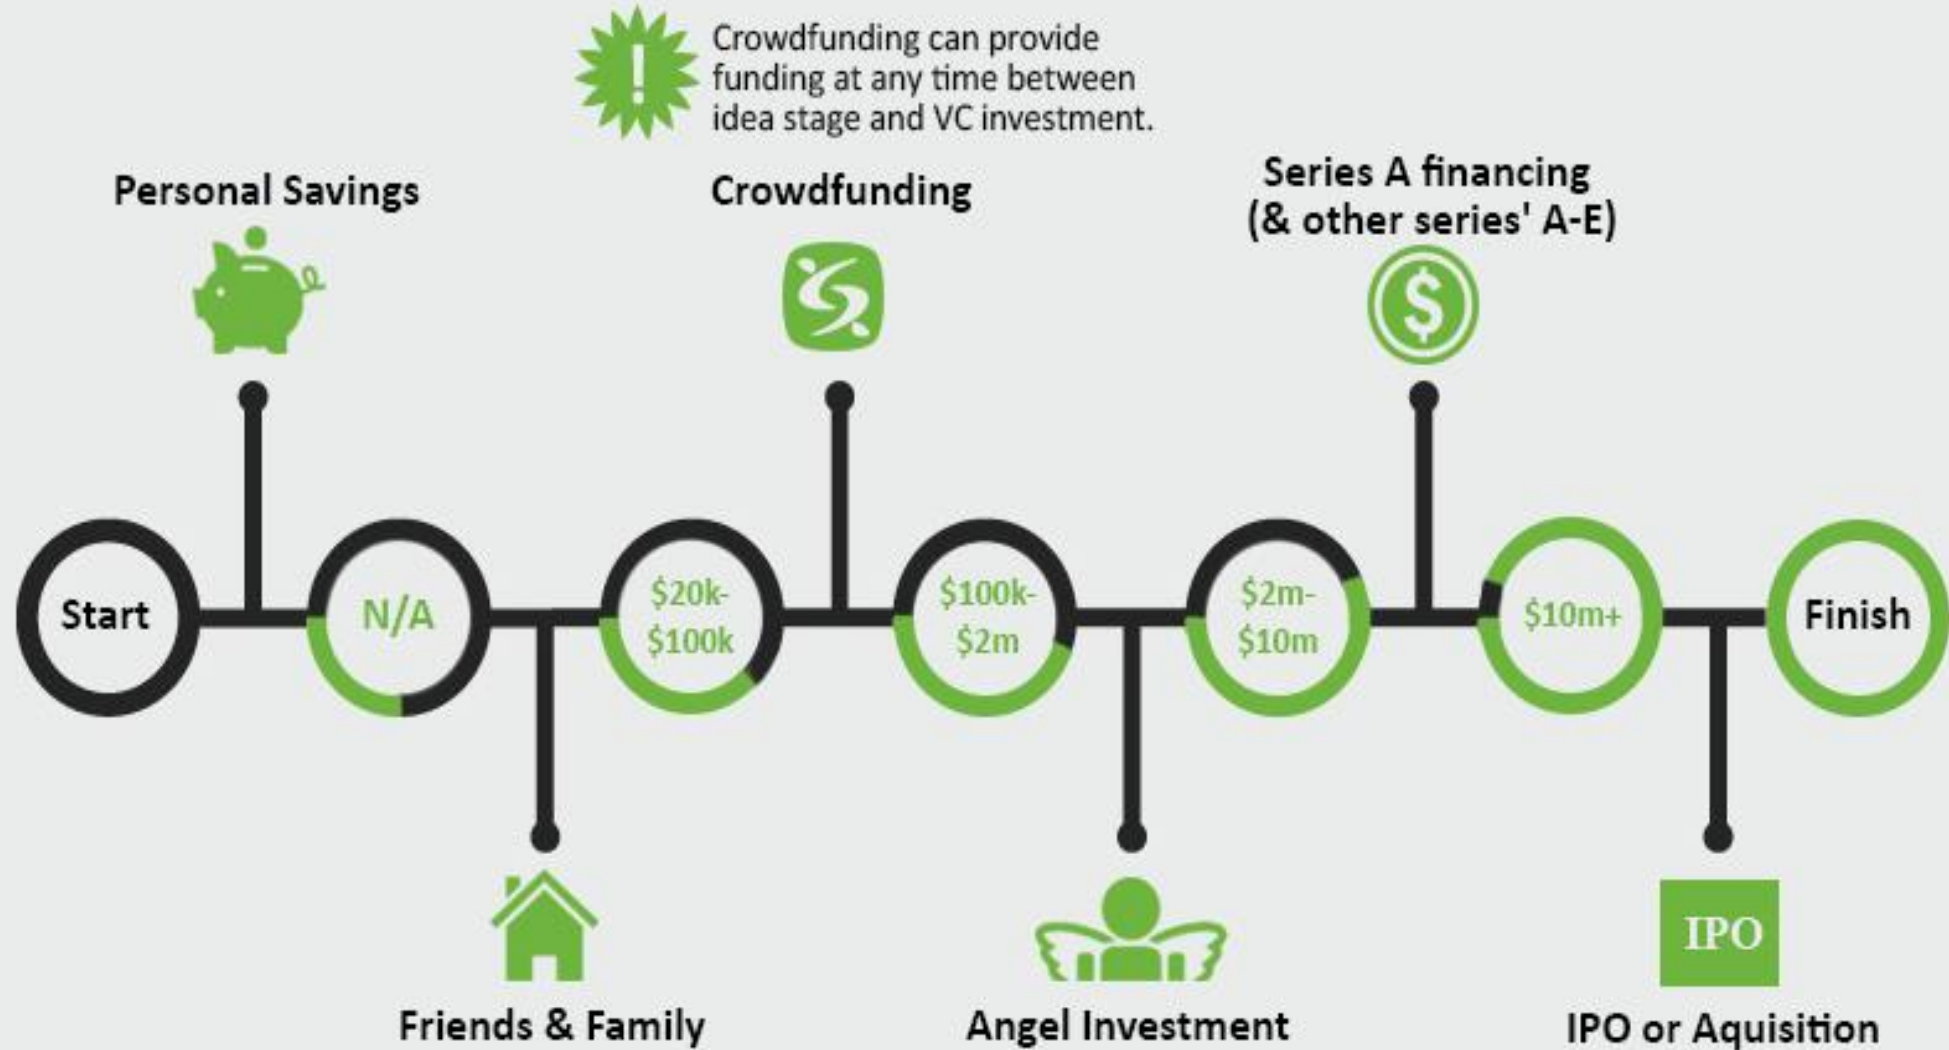 !
Crowdfunding can provide
funding at any time between
idea stage and VC investment.
Personal Savings
Crowdfunding
Series A financing
(& other series' A-E)
$
Start
N/A
$20k-
$100k
$100k-
$2m
$2m-
$10m
$10m+
Finish
Friends & Family
Angel Investment
IPO
IPO or Aquisition